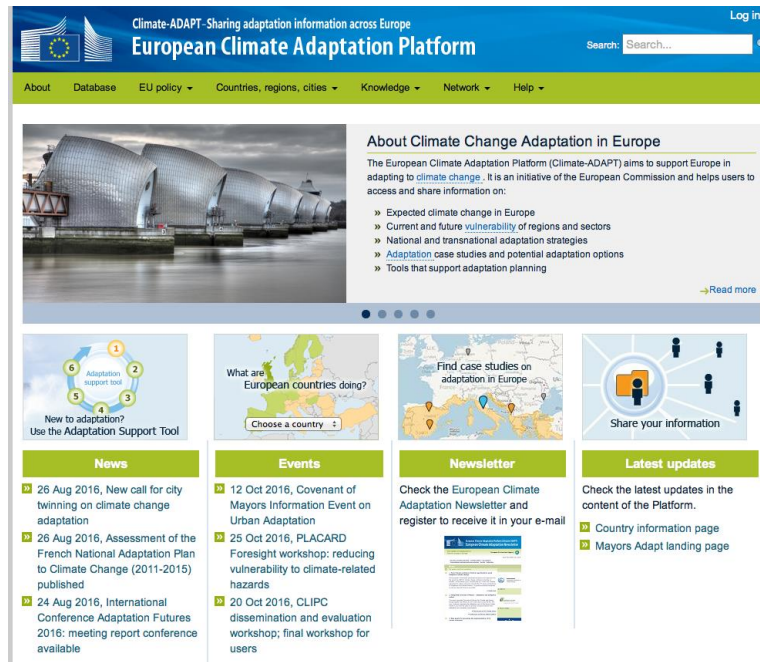 Climate-ADAPT-Sharing adaptation information across Europe
European Climate Adaptation Platform
Log in
Search: Search...
About Database EU policy Countries, regions, cities Knowledge Network Help
About Climate Change Adaptation in Europe
The European Climate Adaptation Platform (Climate-ADAPT) aims to support Europe in
adapting to climate change . It is an initiative of the European Commission and helps users to
access and share information on:
» Expected climate change in Europe
» Current and future vulnerability of regions and sectors
» National and transnational adaptation strategies
» Adaptation case studies and potential adaptation options
» Tools that support adaptation planning
→Read more
1
2
3
4
5
6
Adaptation
support tool
New to adaptation?
Use the Adaptation Support Tool
What are
European countries doing?
Choose a country
Find case studies on
adaptation in Europe
Share your information
News
26 Aug 2016, New call for city
twinning on climate change
adaptation
26 Aug 2016, Assessment of the
French National Adaptation Plan
to Climate Change (2011-2015)
published
24 Aug 2016, International
Conference Adaptation Futures
2016: meeting report conference
available
Events
12 Oct 2016, Covenant of
Mayors Information Event on
Urban Adaptation
25 Oct 2016, PLACARD
Foresight workshop: reducing
vulnerability to climate-related
hazards
20 Oct 2016, CLIPC
dissemination and evaluation
workshop; final workshop for
users
Newsletter
Check the European Climate
Adaptation Newsletter and
register to receive it in your e-mail
Latest updates
Check the latest updates in the
content of the Platform.
Country information page
Mayors Adapt landing page